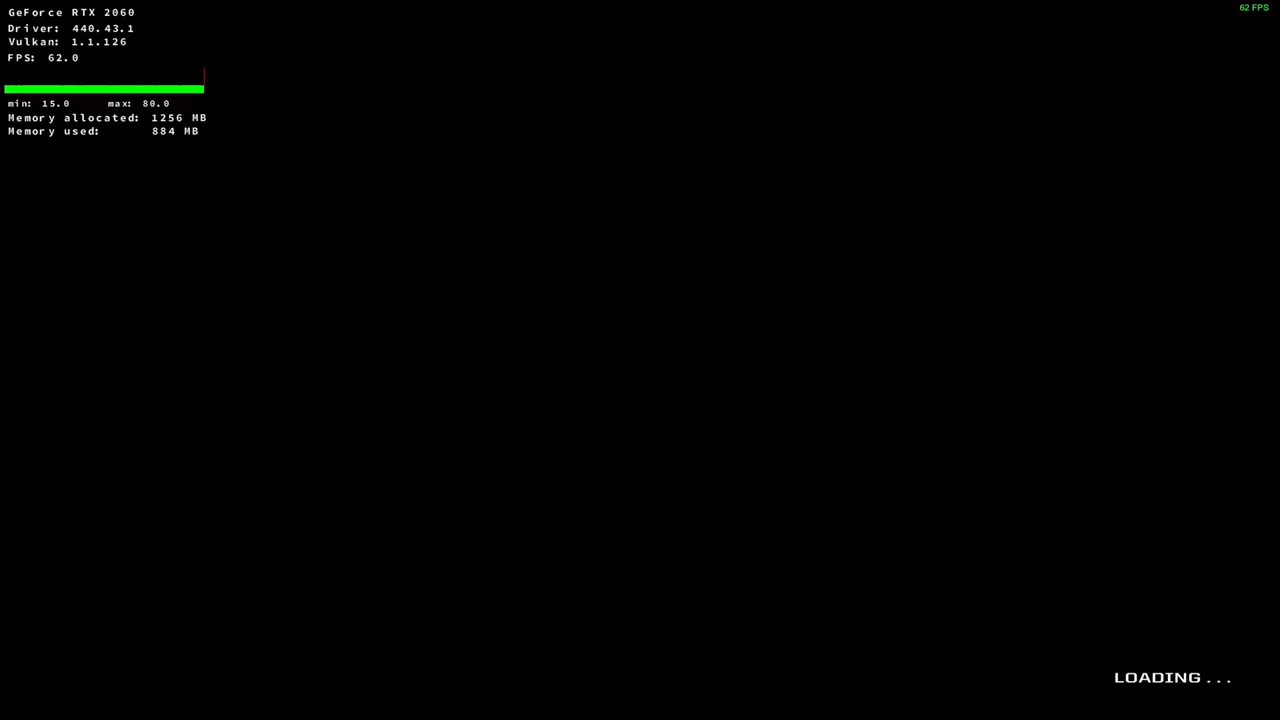 GeForce RTX 2060
62 FPS
Driver: 440.43.1
Vulkan: 1.1.126
FPS: 62.0
min: 15.0 max: 80.0
Memory allocated: 1256 MB
Memory used: 884 MB
LOADING...